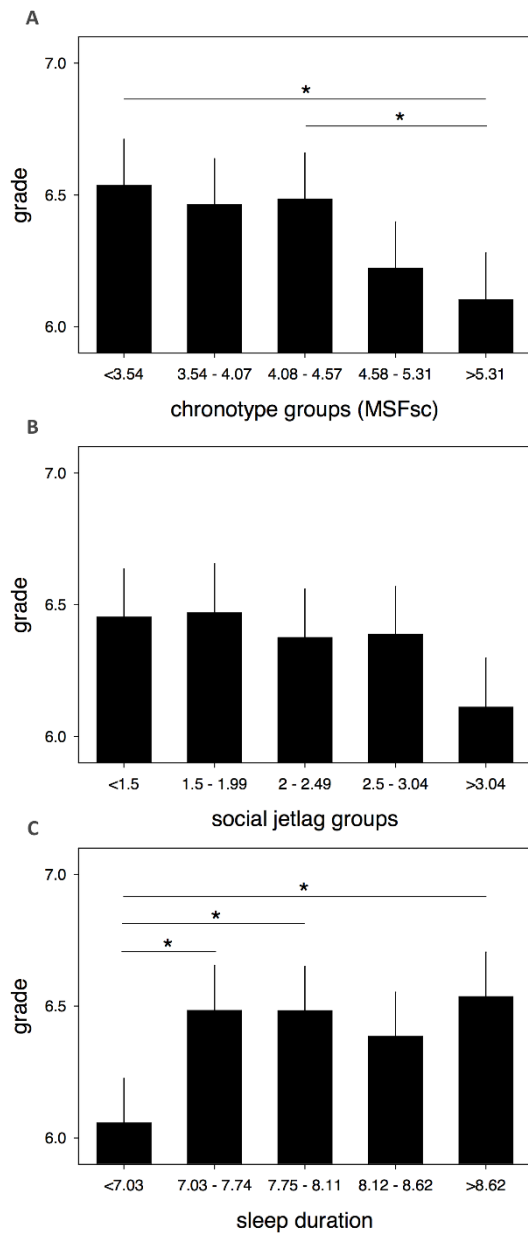 A
7.0
*
*
6.5
grade
6.0
<3.54 3.54 - 4.07 4.08 - 4.57 4.58 - 5.31 >5.31
chronotype groups (MSFsc)
B
7.0
6.5
grade
6.0
<1.5 1.5 - 1.99 2 - 2.49 2.5 - 3.04 >3.04
social jetlag groups
C
7.0
*
*
*
6.5
grade
6.0
<7.03 7.03 - 7.74 7.75 - 8.11 8.12 - 8.62 >8.62
sleep duration